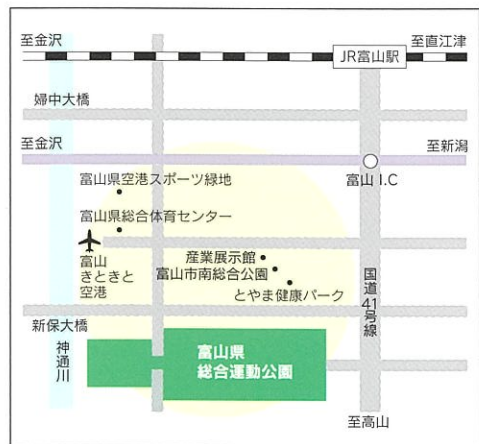 至金沢
至直江津
JR富山駅
婦中大橋
至金沢
至新潟
富山 I.C
富山県空港スポーツ緑地
富山県総合体育センター
富山
きときと
空港
産業展示館
富山市南総合公園
とやま健康パーク
国道41号線
新保大橋
神通川
富山県
総合運動公園
至高山